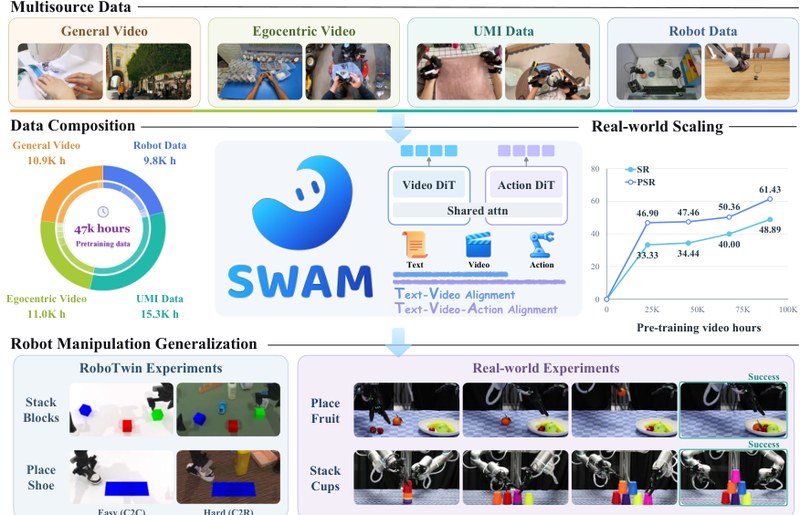 Multisource Data
General Video
Egocentric Video
UMI Data
Robot Data
Data Composition
General Video
10.9K h
Robot Data
9.8K h
47k hours
Pretraining data
Egocentric Video
11.0K h
UMI Data
15.3K h
SWAM
Video DiT
Action DiT
Shared attn
Text
Video
Action
Text-Video Alignment
Text-Video-Action Alignment
Real-world Scaling
SR
PSR
80
60
40
20
0
46.90
47.46
50.36
61.43
33.33
34.44
40.00
48.89
0
25K
50K
75K
100K
Pre-training video hours
Robot Manipulation Generalization
RoboTwin Experiments
Stack
Blocks
Place
Shoe
Easy (C2C)
Hard (C2R)
Real-world Experiments
Place
Fruit
Success
Stack
Cups
Success